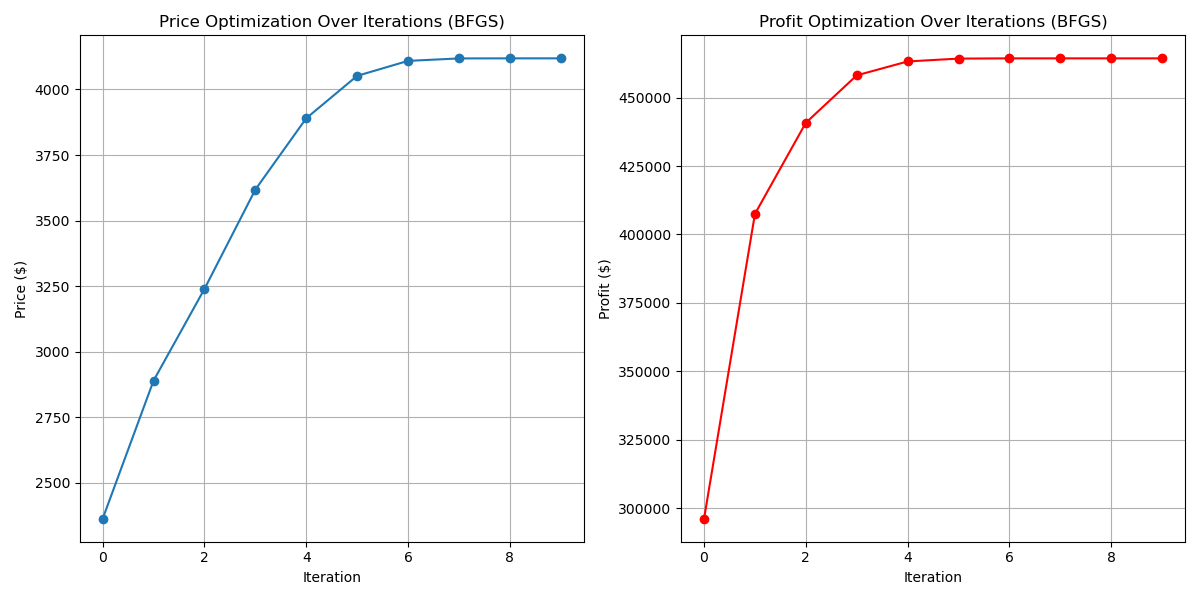 Price Optimization Over Iterations (BFGS)
Price ($)
4000
3750
3500
3250
3000
2750
2500
0 2 4 6 8
Iteration
Profit Optimization Over Iterations (BFGS)
Profit ($)
450000
425000
400000
375000
350000
325000
300000
0 2 4 6 8
Iteration